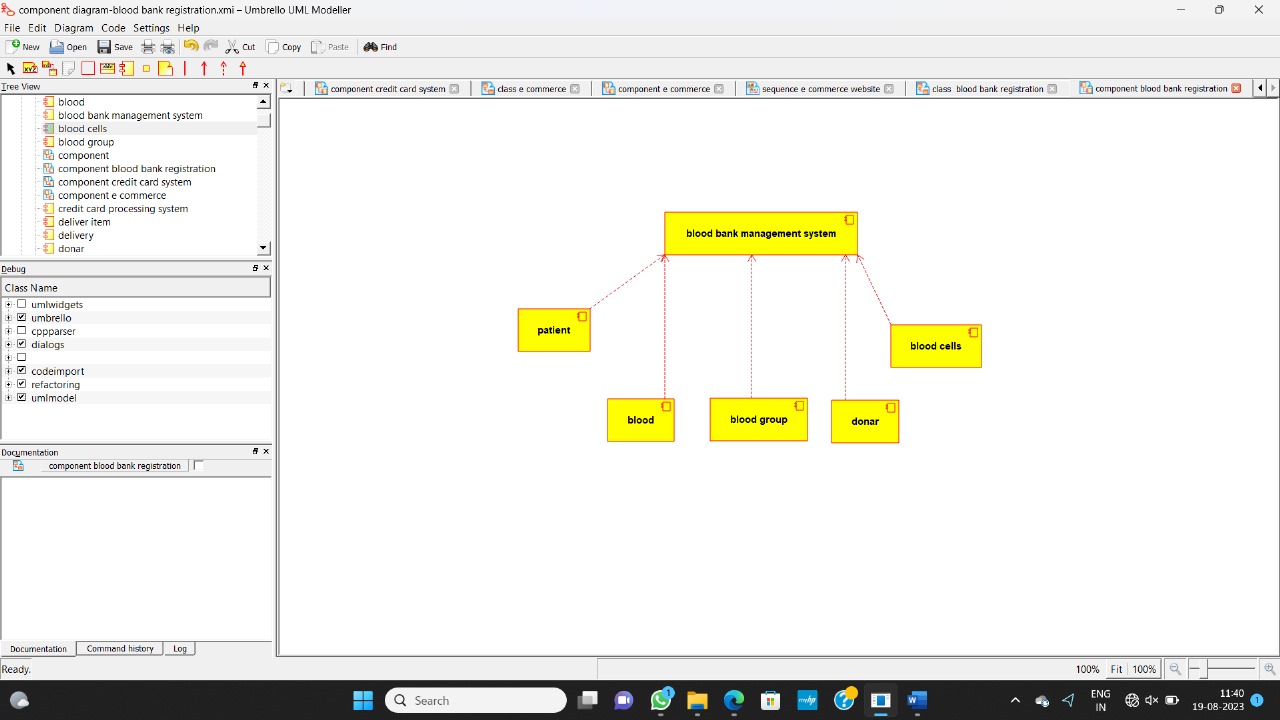 component diagram-blood bank registration.xmi – Umbrello UML Modeller
File Edit Diagram Code Settings Help
New Open Save Cut Copy Paste Find
Tree View
component credit card system
class e commerce
component e commerce
sequence e commerce website
class blood bank registration
component blood bank registration
blood
blood bank management system
blood cells
blood group
component
component blood bank registration
component credit card system
component e commerce
credit card processing system
deliver item
delivery
donar
Debug
Class Name
umlwidgets
umbrello
cppparser
dialogs
codeimport
refactoring
umlmodel
Documentation
component blood bank registration
Documentation Command history Log
blood bank management system
patient
blood cells
blood
blood group
donar
Ready.
100% Fit 100%
Search
1
ENG
IN
11:40
19-08-2023
1